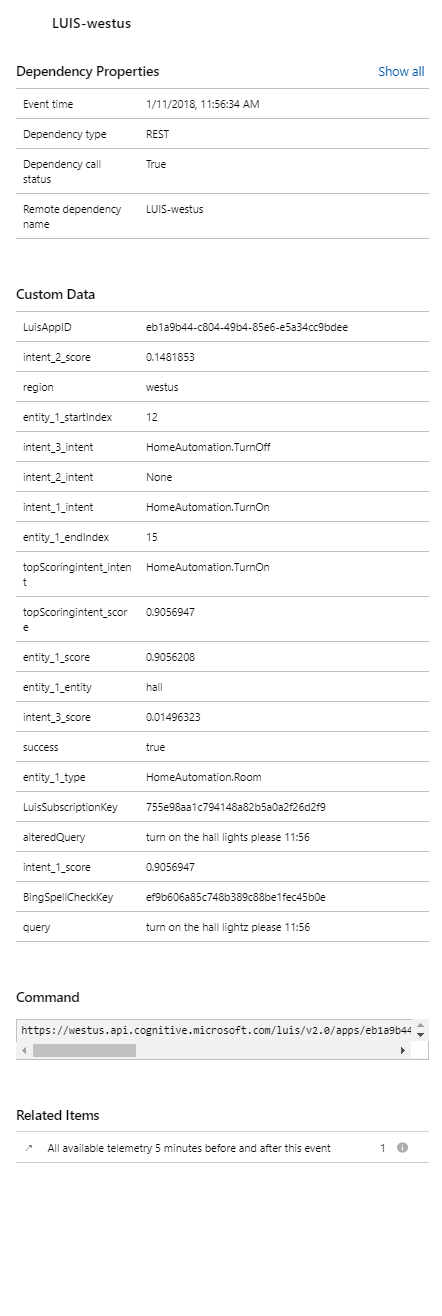 LUIS-westus
Dependency Properties Show all
Event time 1/11/2018, 11:56:34 AM
Dependency type REST
Dependency call True
status
Remote dependency LUIS-westus
name
Custom Data
LuisAppID eb1a9b44-c804-49b4-85e6-e5a34cc9bdee
intent_2_score 0.1481853
region westus
entity_1_startIndex 12
intent_3_intent HomeAutomation.TurnOff
intent_2_intent None
intent_1_intent HomeAutomation.TurnOn
entity_1_endIndex 15
topScoringintent_inten HomeAutomation.TurnOn
t
topScoringintent_scor 0.9056947
e
entity_1_score 0.9056208
entity_1_entity hall
intent_3_score 0.01496323
success true
entity_1_type HomeAutomation.Room
LuisSubscriptionKey 755e98aa1c794148a82b5a0a2f26d2f9
alteredQuery turn on the hall lights please 11:56
intent_1_score 0.9056947
BingSpellCheckKey ef9b606a85c748b389c88be1fec45b0e
query turn on the hall lightz please 11:56
Command
https://westus.api.cognitive.microsoft.com/luis/v2.0/apps/eb1a9b44
Related Items
All available telemetry 5 minutes before and after this event 1